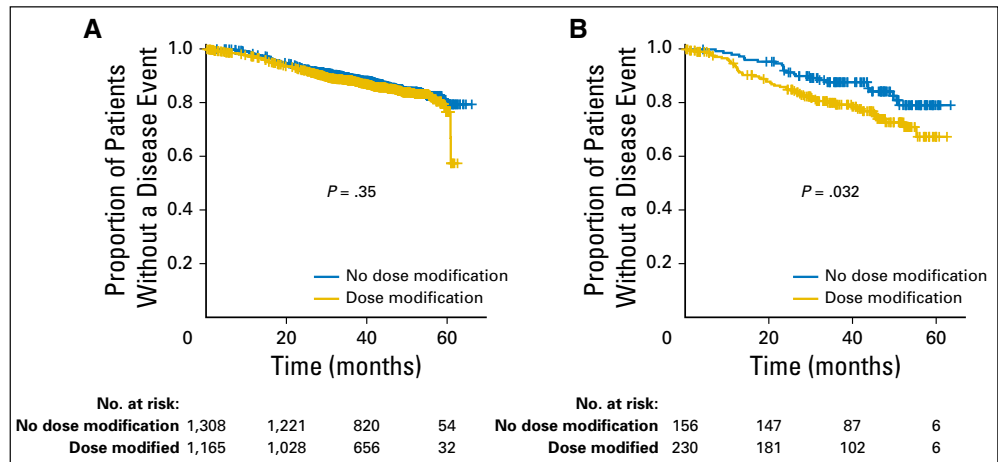 A
Proportion of Patients
Without a Disease Event
1.0
0.8
0.6
0.4
0.2
0
20
40
60
P = .35
No dose modification
Dose modification
Time (months)
No. at risk:
No dose modification 1,308 1,221 820 54
Dose modified 1,165 1,028 656 32
B
Proportion of Patients
Without a Disease Event
1.0
0.8
0.6
0.4
0.2
0
20
40
60
P = .032
No dose modification
Dose modification
Time (months)
No. at risk:
No dose modification 156 147 87 6
Dose modified 230 181 102 6